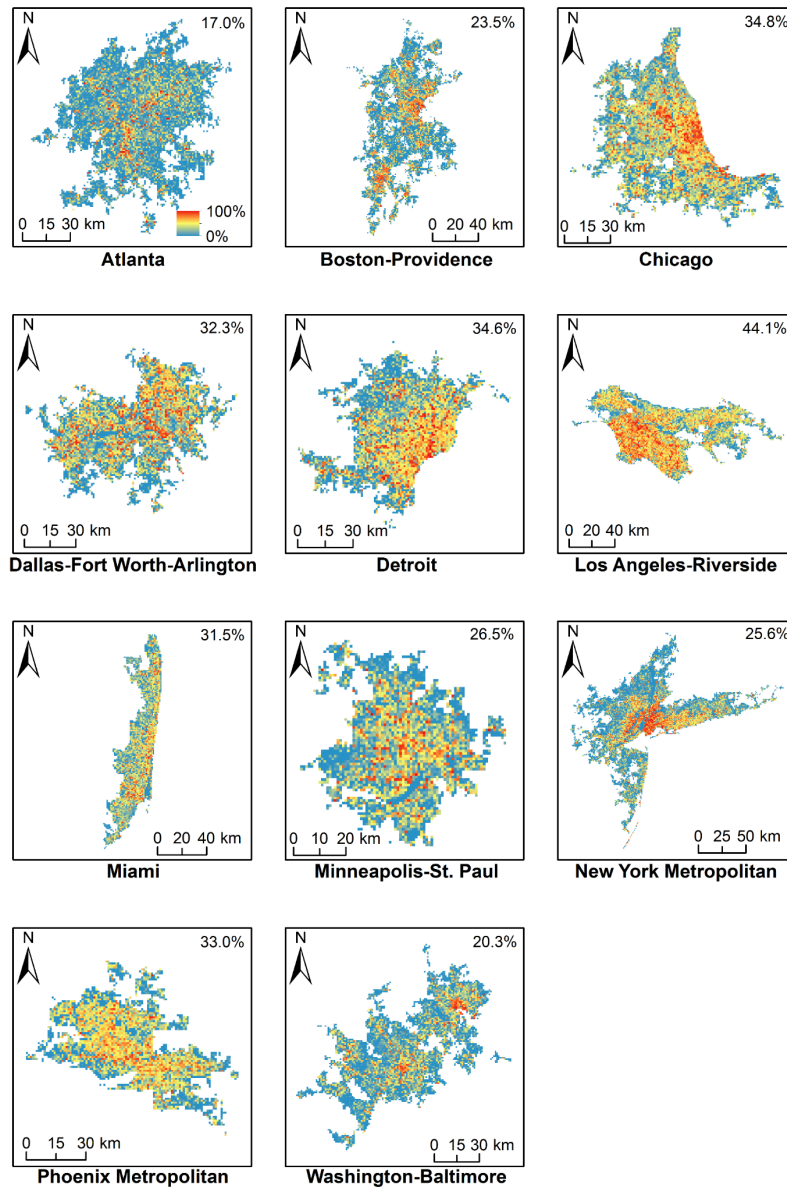 N
17.0%
100%
0%
0 15 30 km
Atlanta
N
23.5%
0 20 40 km
Boston-Providence
N
34.8%
0 15 30 km
Chicago
N
32.3%
0 15 30 km
Dallas-Fort Worth-Arlington
N
34.6%
0 15 30 km
Detroit
N
44.1%
0 20 40 km
Los Angeles-Riverside
N
31.5%
0 20 40 km
Miami
N
26.5%
0 10 20 km
Minneapolis-St. Paul
N
25.6%
0 25 50 km
New York Metropolitan
N
33.0%
0 15 30 km
Phoenix Metropolitan
N
20.3%
0 15 30 km
Washington-Baltimore